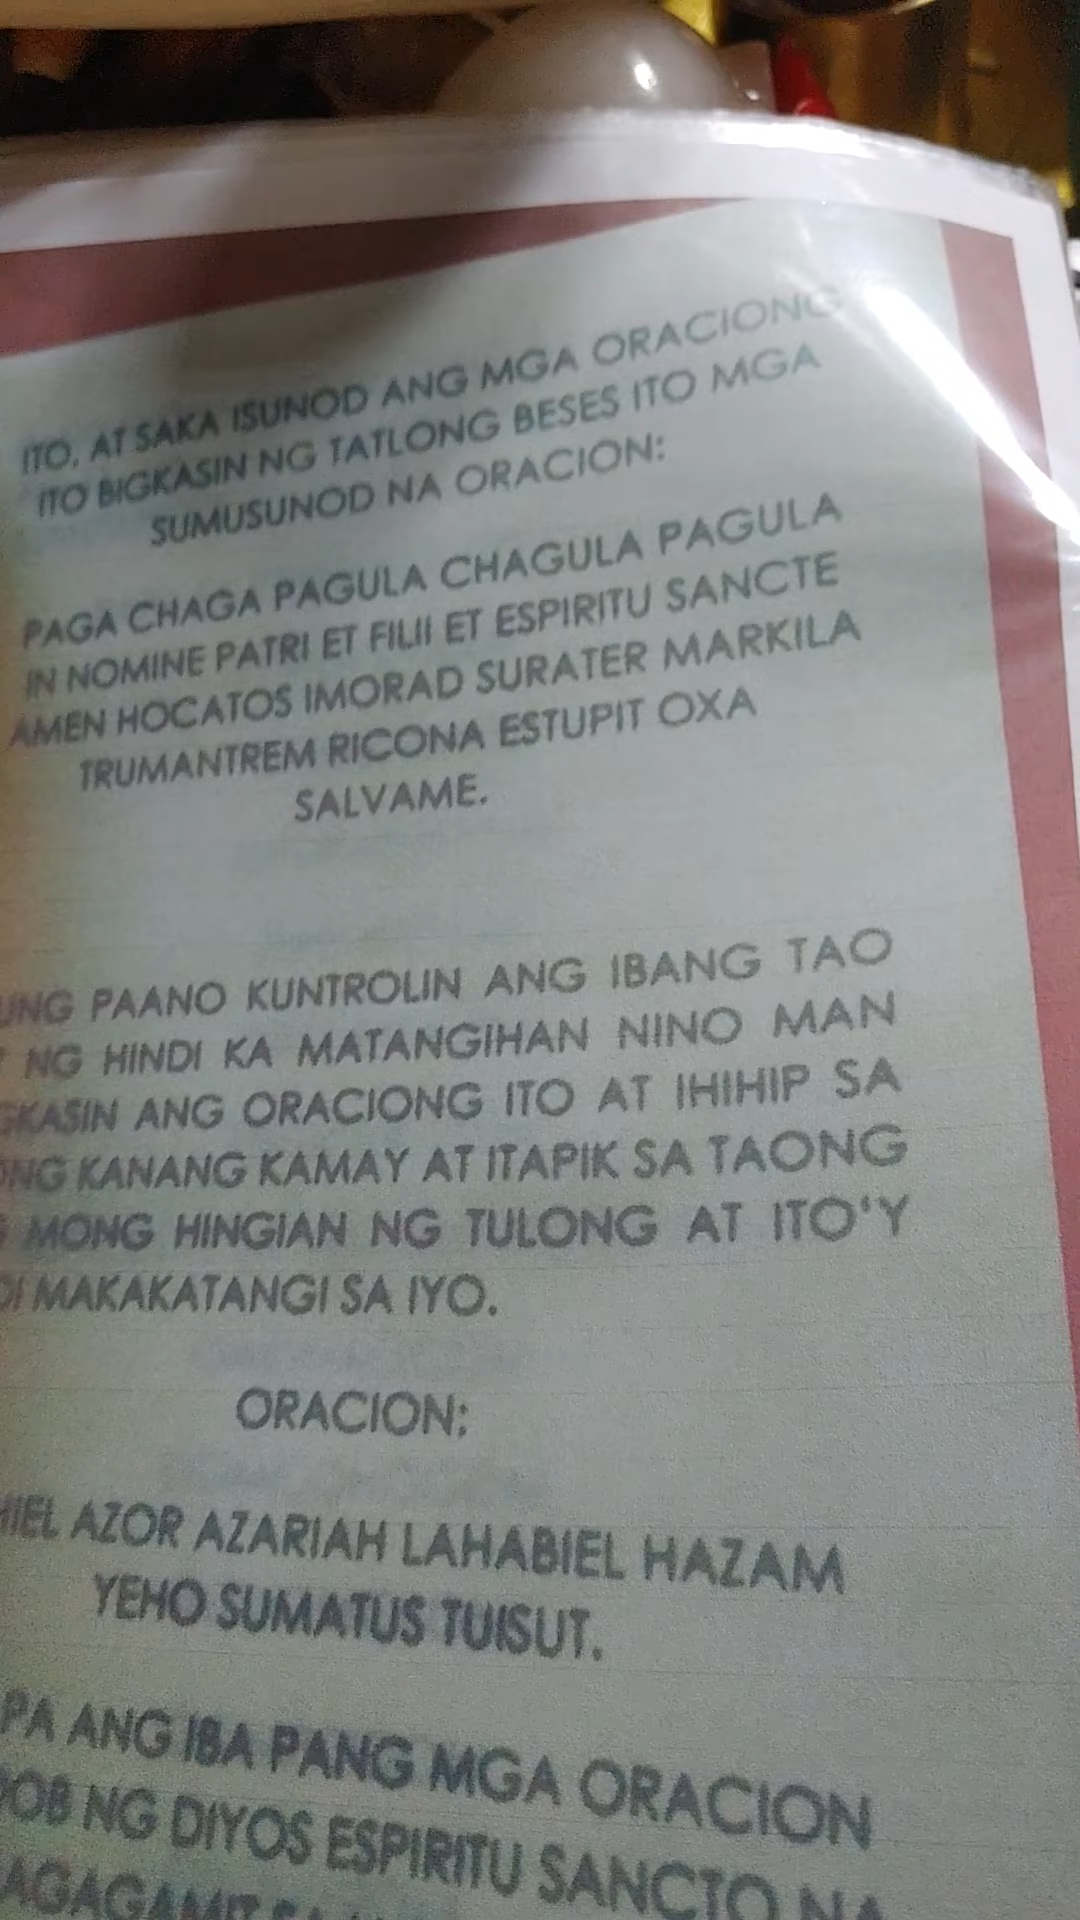 ITO, AT SAKA ISUNOD ANG MGA ORACIONG
ITO BIGKASIN NG TATLONG BESES ITO MGA
SUMUSUNOD NA ORACION:
PAGA CHAGA PAGULA CHAGULA PAGULA
IN NOMINE PATRI ET FILII ET ESPIRITU SANCTE
AMEN HOCATOS IMORAD SURATER MARKILA
TRUMANTREM RICONA ESTUPIT OXA
SALVAME.
PAANO KUNTROLIN ANG IBANG TAO
NG HINDI KA MATANGIHAN NINO MAN
ANG ORACIONG ITO AT IHIHIP SA
KANANG KAMAY AT ITAPIK SA TAONG
MONG HINGIAN NG TULONG AT ITO'Y
MAKAKATANGI SA IYO.
ORACION:
AZOR AZARIAH LAHABIEL HAZAM
YEHO SUMATUS TUISUT.
PA ANG IBA PANG MGA ORACION
NG DIYOS ESPIRITU SANCTO NA